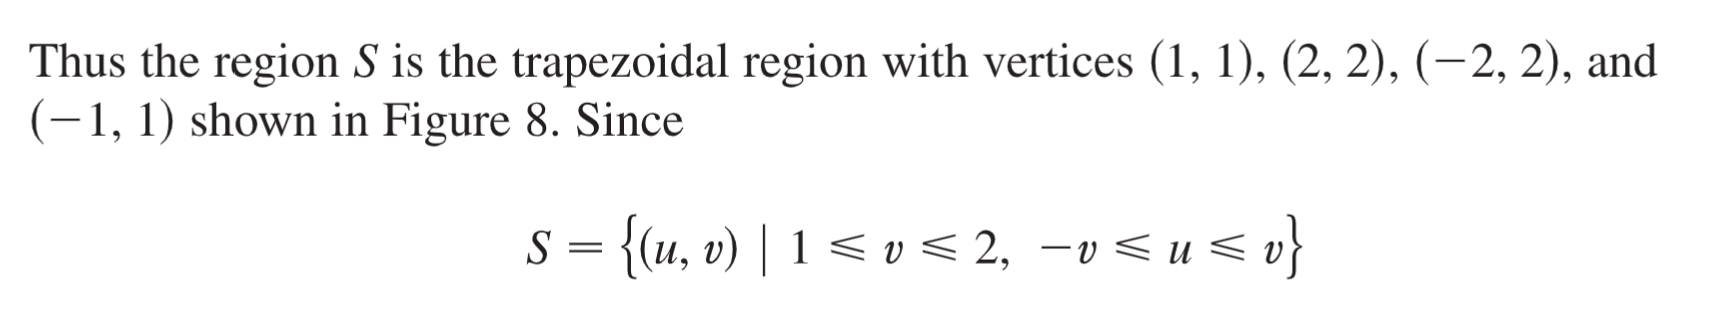 Thus the region S is the trapezoidal region with vertices (1, 1), (2, 2), (−2, 2), and
(−1, 1) shown in Figure 8. Since
S = {(u, v) | 1 ⩽ v ⩽ 2, −v ⩽ u ⩽ v}